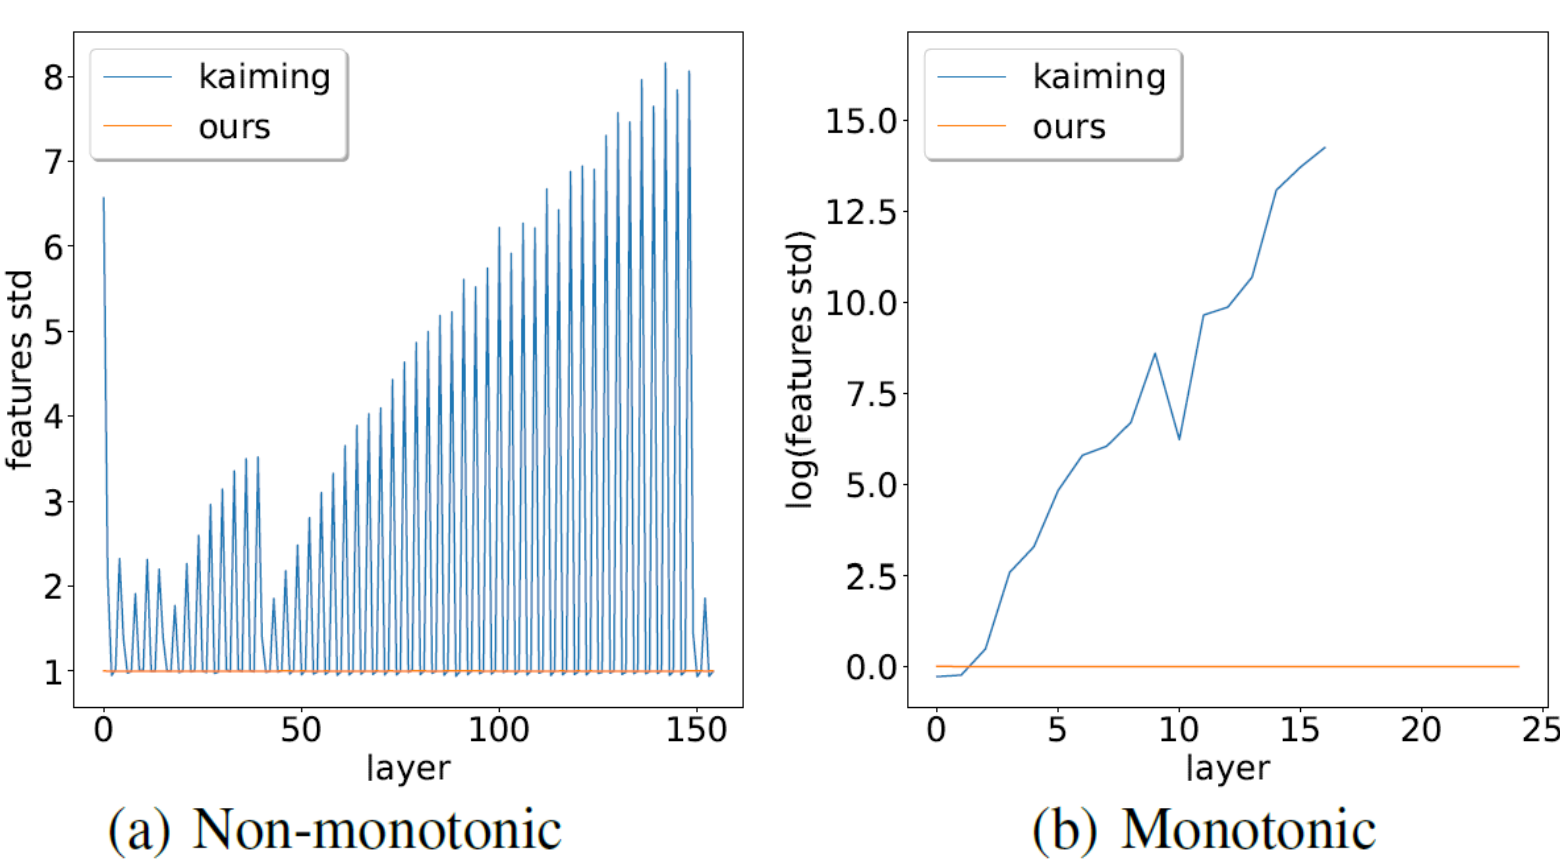 kaiming
ours
8
7
6
5
4
3
2
1
features std
0 50 100 150
layer
(a) Non-monotonic
kaiming
ours
15.0
12.5
10.0
7.5
5.0
2.5
0.0
log(features std)
0 5 10 15 20 25
layer
(b) Monotonic